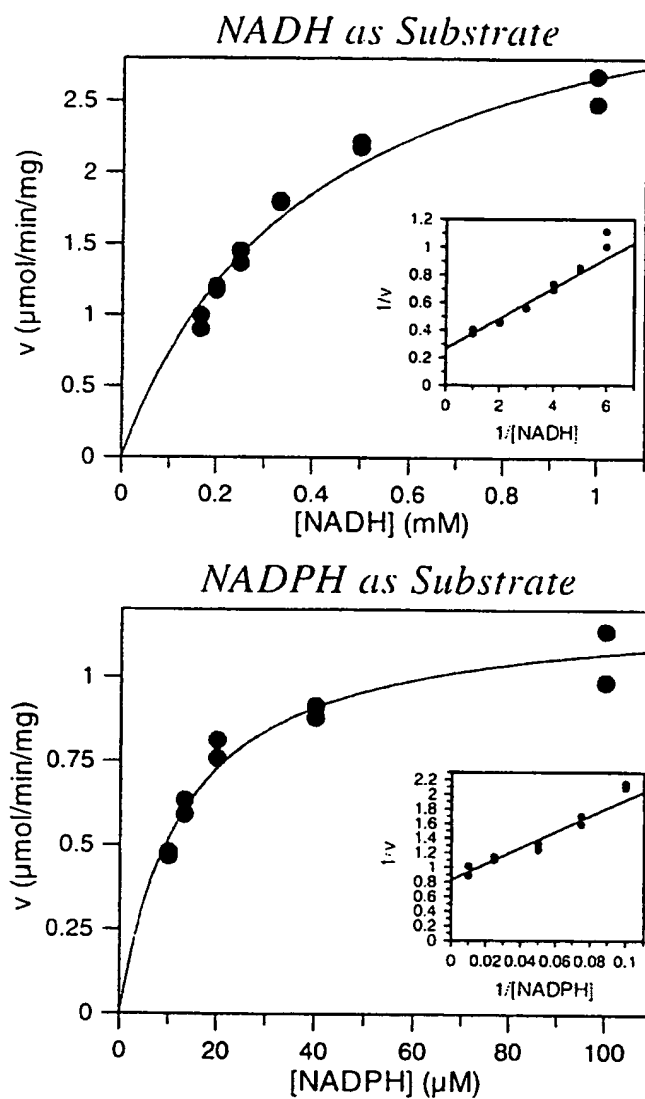 NADH as Substrate
2.5
2
1.5
1
0.5
0
v (µmol/min/mg)
0 0.2 0.4 0.6 0.8 1
[NADH] (mM)
1.2
1
0.8
0.6
0.4
0.2
0
1/v
0 2 4 6
1/[NADH]
NADPH as Substrate
1
0.75
0.5
0.25
0
v (µmol/min/mg)
0 20 40 60 80 100
[NADPH] (µM)
2.2
2
1.8
1.6
1.4
1.2
1
0.8
0.6
0.4
0.2
0
1/v
0 0.02 0.04 0.06 0.08 0.1
1/[NADPH]